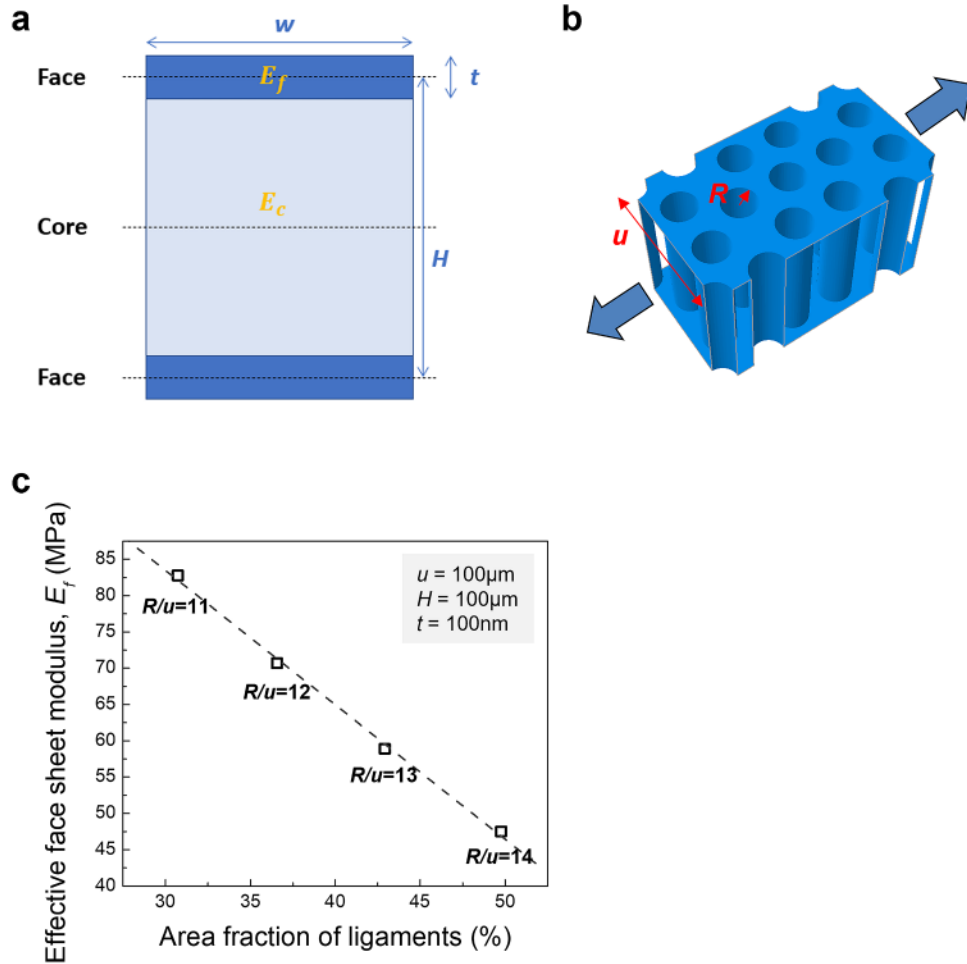 a
w
Face
E_f
t
Core
E_c
H
Face
b
R
u
c
Effective face sheet modulus, E_f (MPa)
85
80
75
70
65
60
55
50
45
40
u = 100μm
H = 100μm
t = 100nm
R/u=11
R/u=12
R/u=13
R/u=14
30 35 40 45 50
Area fraction of ligaments (%)